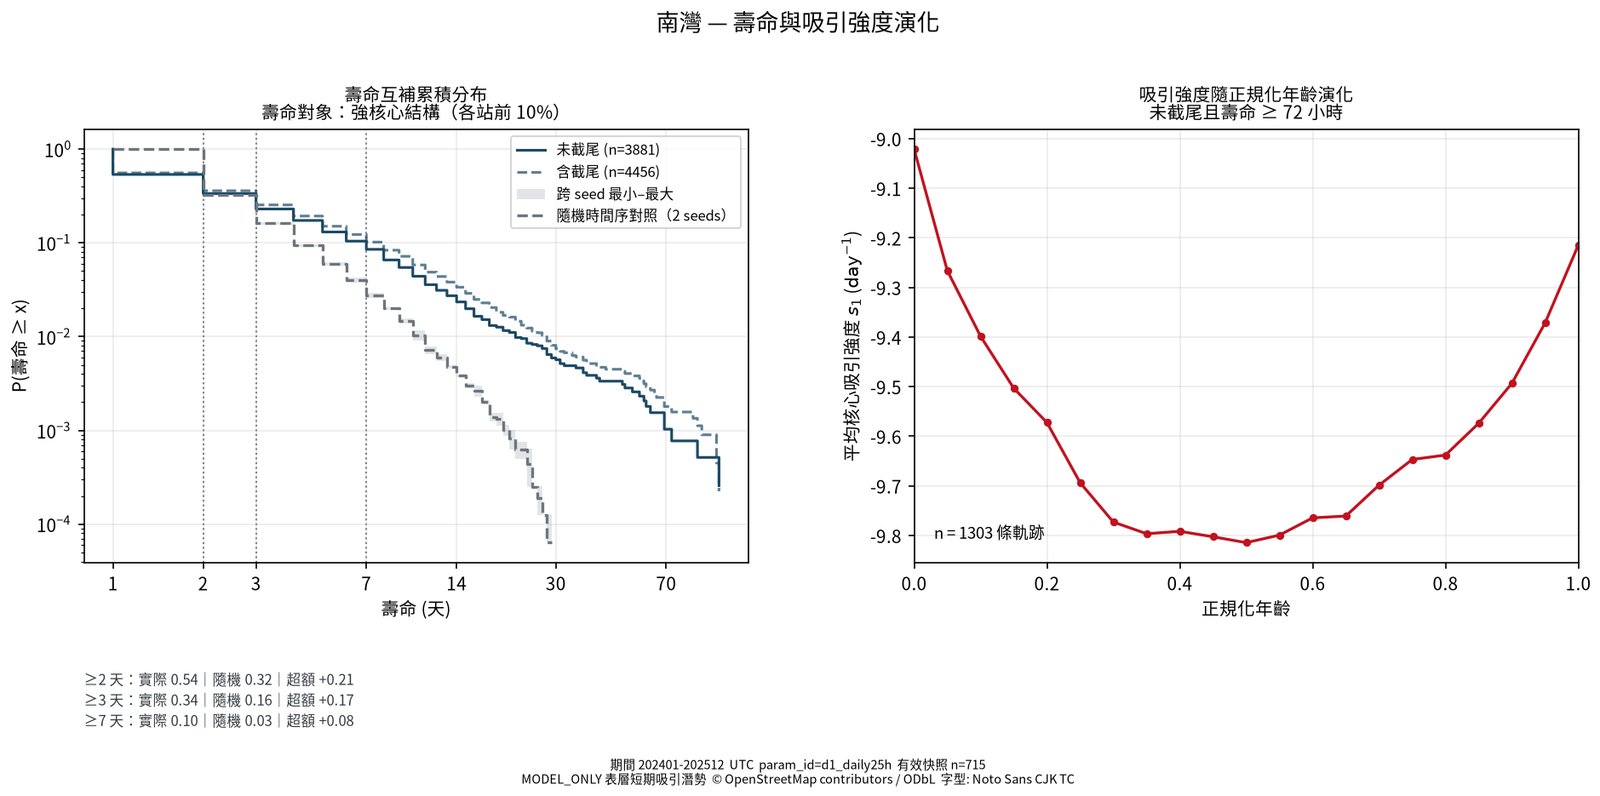 南灣 — 壽命與吸引強度演化
壽命互補累積分布
壽命對象：強核心結構（各站前 10%）
未截尾 (n=3881)
含截尾 (n=4456)
跨 seed 最小–最大
隨機時間序對照（2 seeds）
P(壽命 ≥ x)
10⁰
10⁻¹
10⁻²
10⁻³
10⁻⁴
1 2 3 7 14 30 70
壽命 (天)
≥2 天：實際 0.54｜隨機 0.32｜超額 +0.21
≥3 天：實際 0.34｜隨機 0.16｜超額 +0.17
≥7 天：實際 0.10｜隨機 0.03｜超額 +0.08
吸引強度隨正規化年齡演化
未截尾且壽命 ≥ 72 小時
平均核心吸引強度 s₁ (day⁻¹)
-9.0
-9.1
-9.2
-9.3
-9.4
-9.5
-9.6
-9.7
-9.8
n = 1303 條軌跡
0.0 0.2 0.4 0.6 0.8 1.0
正規化年齡
期間 202401-202512 UTC param_id=d1_daily25h 有效快照 n=715
MODEL_ONLY 表層短期吸引潛勢 © OpenStreetMap contributors / ODbL 字型: Noto Sans CJK TC